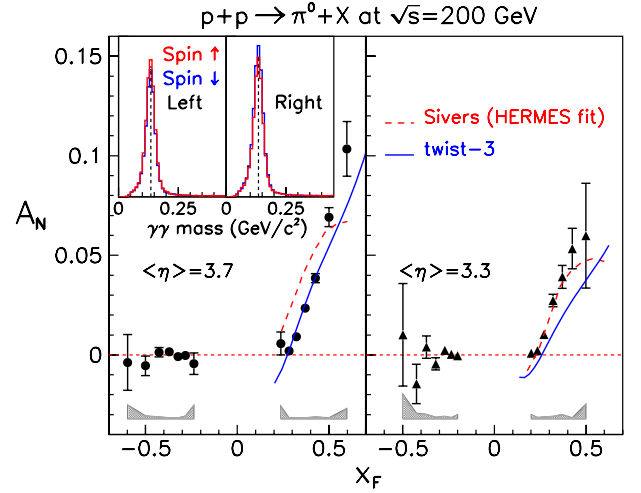 p+p → π⁰+X at √s=200 GeV
0.15
0.1
0.05
0
A_N
Spin ↑
Spin ↓
Left
Right
0 0.25 0 0.25
γγ mass (GeV/c²)
<η>=3.7
Sivers (HERMES fit)
twist−3
<η>=3.3
−0.5 0 0.5 −0.5 0 0.5
x_F